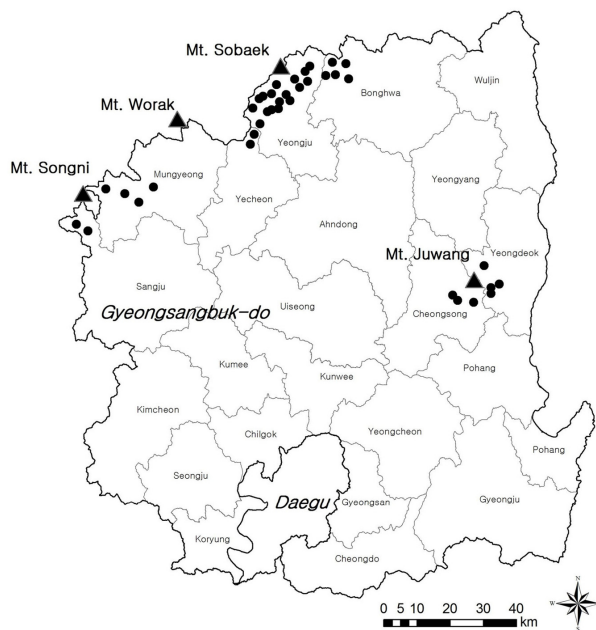 Mt. Sobaek
Wuljin
Bonghwa
Mt. Worak
Yeongju
Mt. Songni
Mungyeong
Yeongyang
Yecheon
Ahndong
Mt. Juwang
Yeongdeok
Sangju
Uiseong
Gyeongsangbuk-do
Cheongsong
Kumee
Kunwee
Pohang
Kimcheon
Chilgok
Yeongcheon
Pohang
Seongju
Daegu
Gyeongsan
Gyeongju
Koryung
Cheongdo
N
W
E
S
0 5 10 20 30 40
km